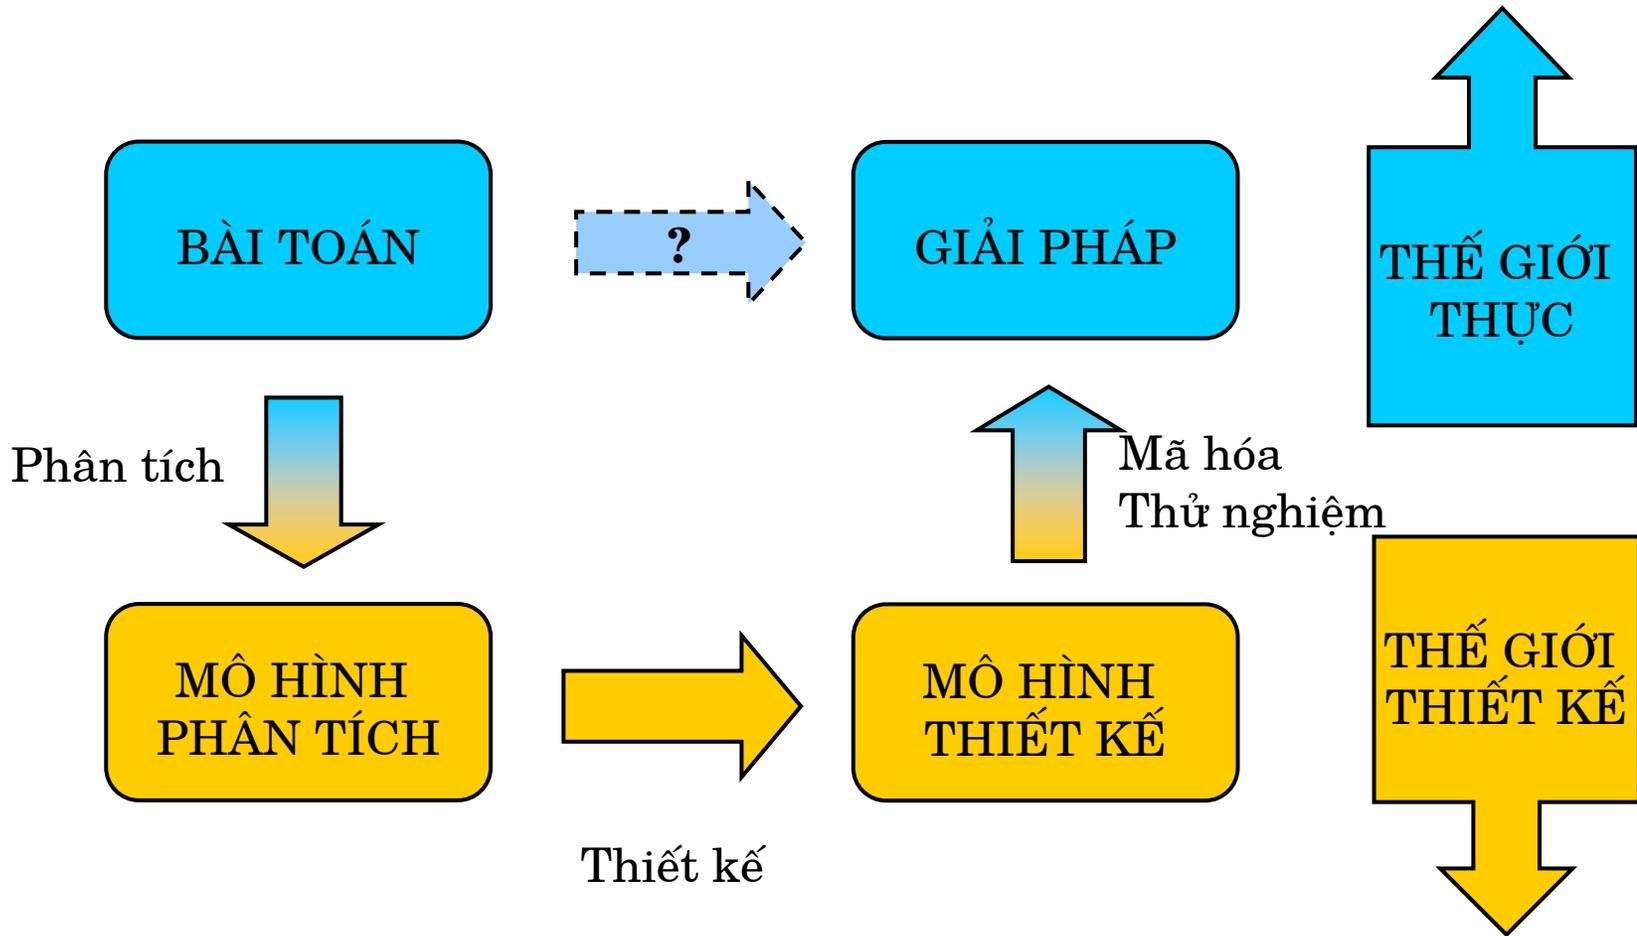 BÀI TOÁN
?
GIẢI PHÁP
THẾ GIỚI
THỰC
Phân tích
Mã hóa
Thử nghiệm
MÔ HÌNH
PHÂN TÍCH
MÔ HÌNH
THIẾT KẾ
THẾ GIỚI
THIẾT KẾ
Thiết kế